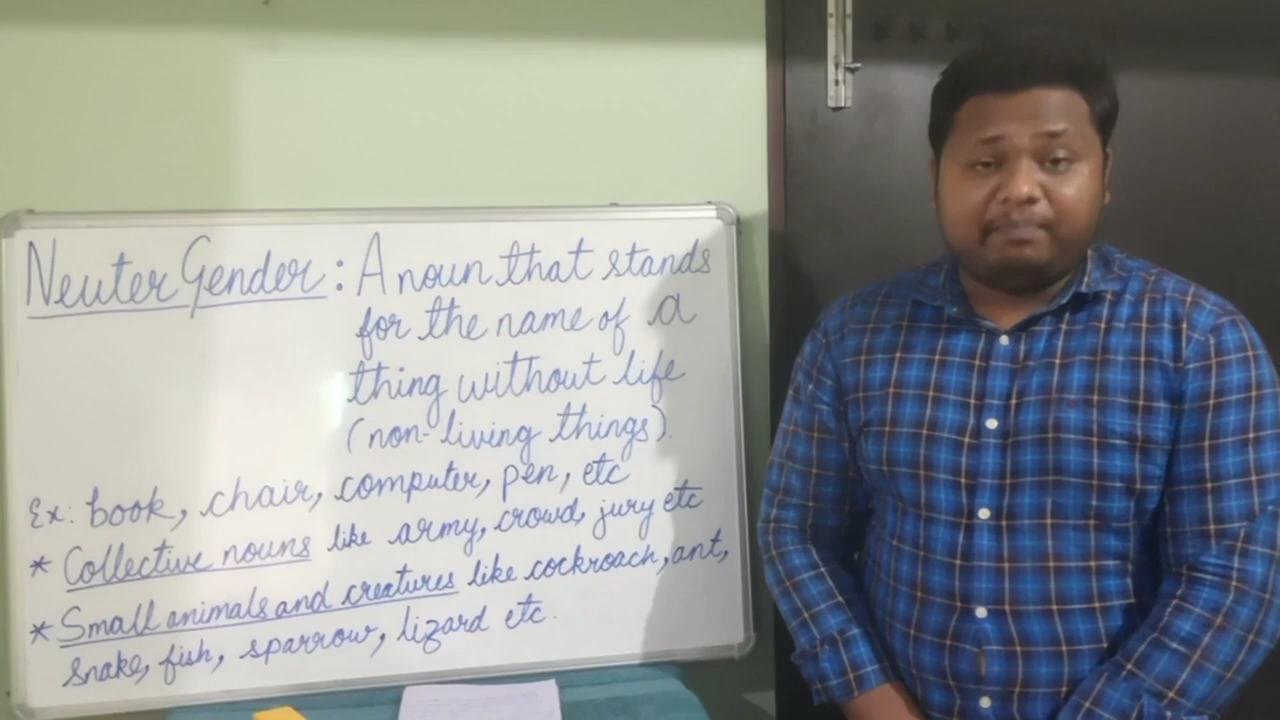 Neuter Gender: A noun that stands
for the name of a
thing without life
(non-living things).
Ex: book, chair, computer, pen, etc
* Collective nouns like army, crowd, jury etc
* Small animals and creatures like cockroach, ant,
snake, fish, sparrow, lizard etc.